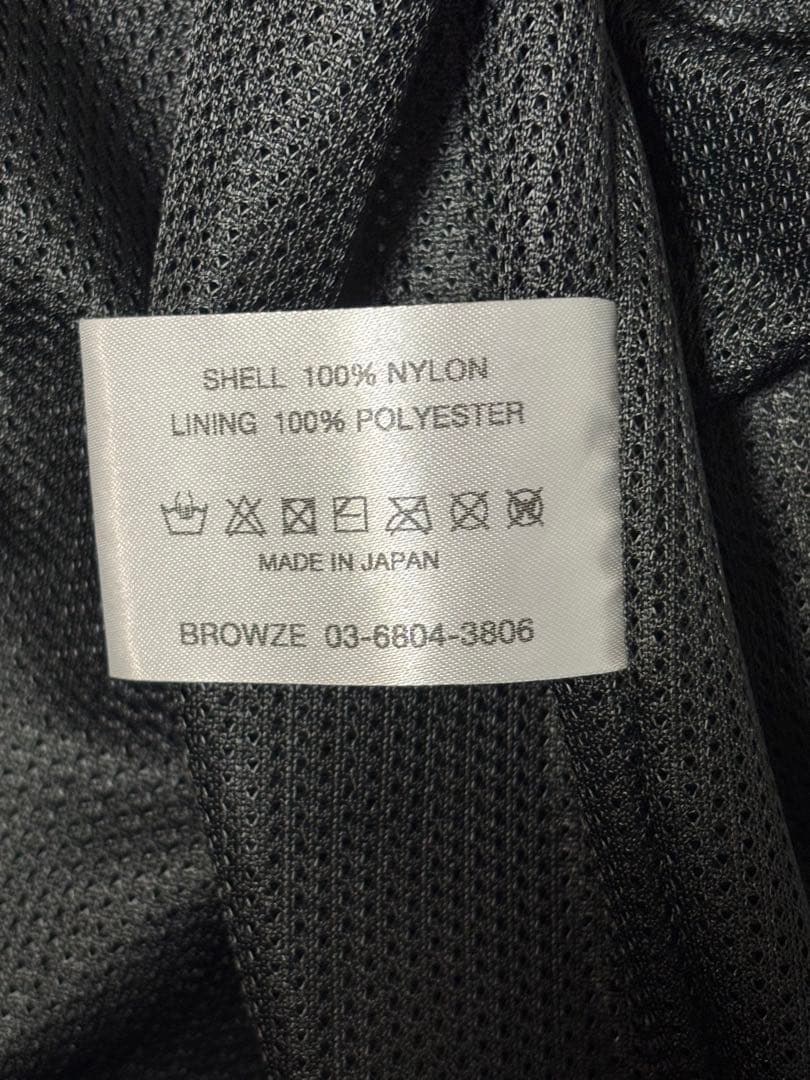 SHELL 100% NYLON
LINING 100% POLYESTER
MADE IN JAPAN
BROWZE 03-6804-3806